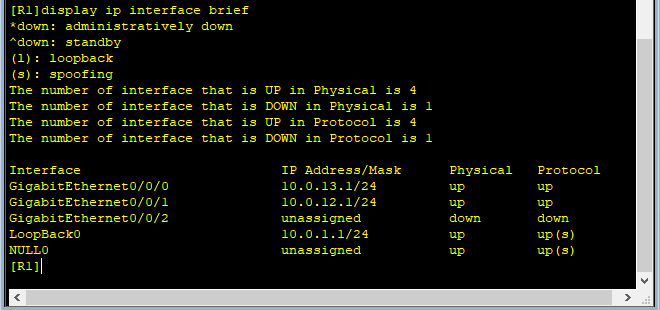 [R1]display ip interface brief
*down: administratively down
^down: standby
(l): loopback
(s): spoofing
The number of interface that is UP in Physical is 4
The number of interface that is DOWN in Physical is 1
The number of interface that is UP in Protocol is 4
The number of interface that is DOWN in Protocol is 1
Interface IP Address/Mask Physical Protocol
GigabitEthernet0/0/0 10.0.13.1/24 up up
GigabitEthernet0/0/1 10.0.12.1/24 up up
GigabitEthernet0/0/2 unassigned down down
LoopBack0 10.0.1.1/24 up up(s)
NULL0 unassigned up up(s)
[R1]